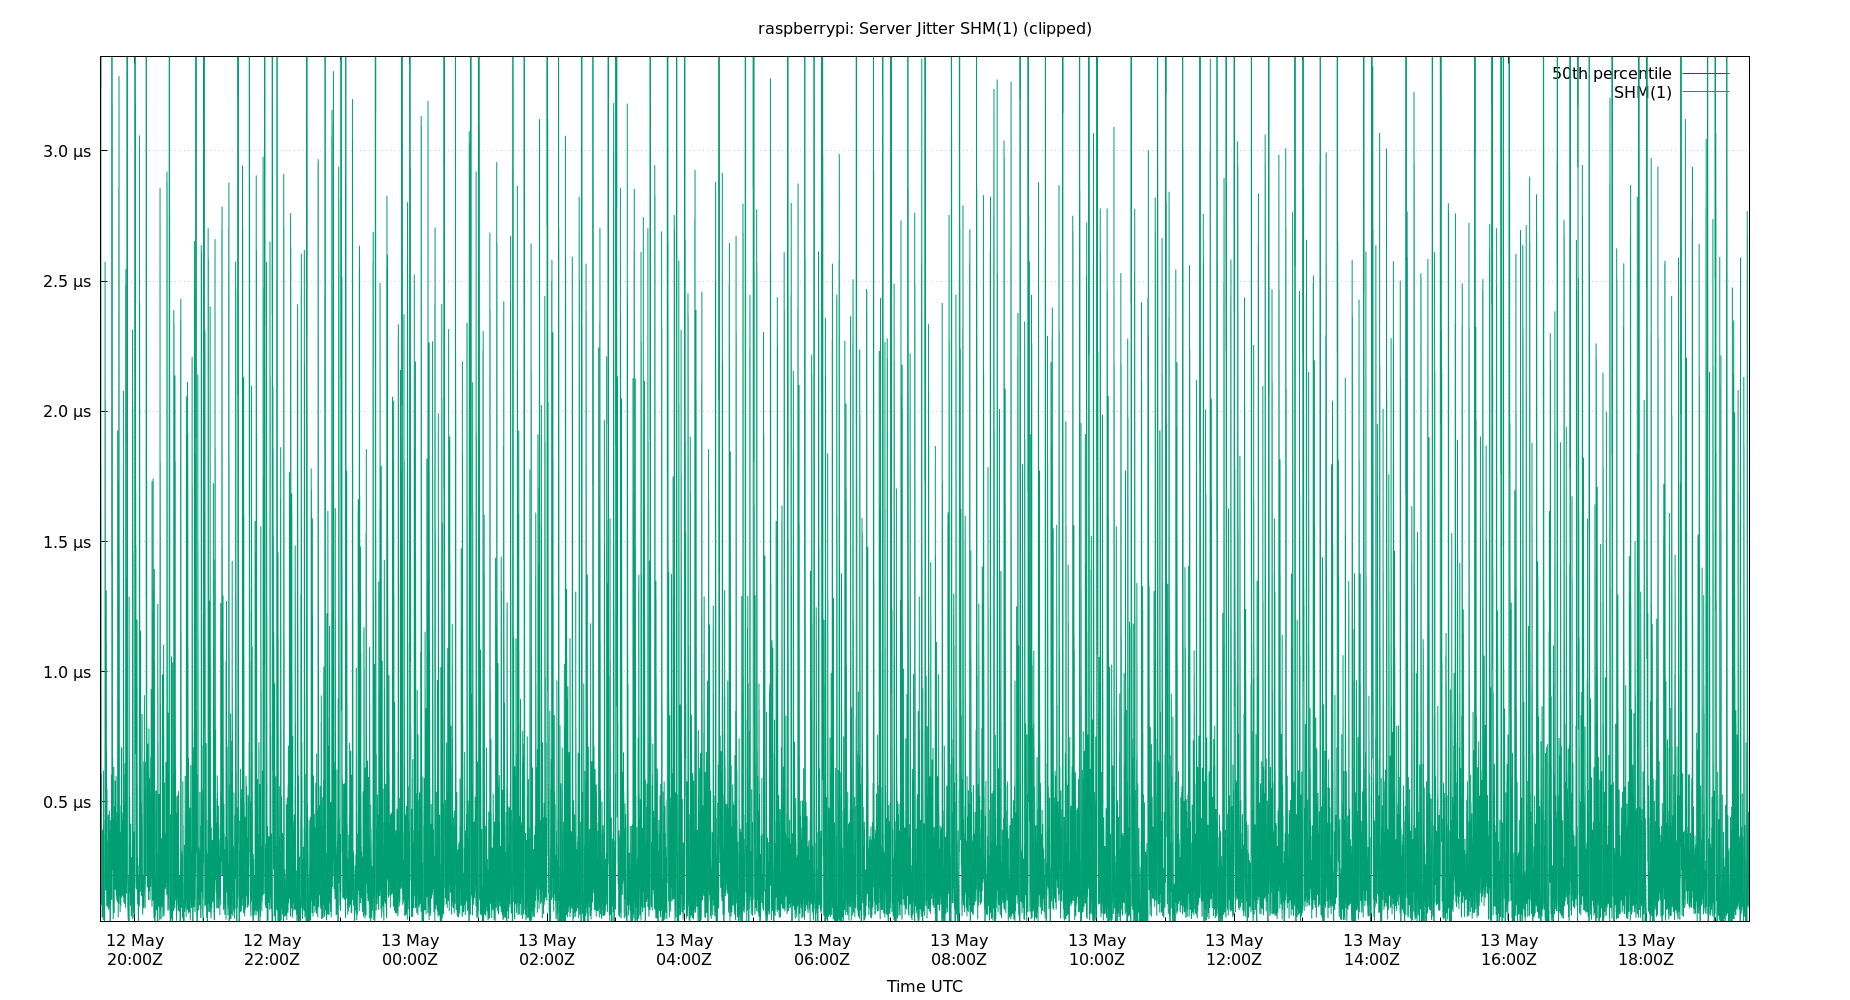 raspberrypi: Server Jitter SHM(1) (clipped)
50th percentile
SHM(1)
3.0 µs
2.5 µs
2.0 µs
1.5 µs
1.0 µs
0.5 µs
12 May 12 May 13 May 13 May 13 May 13 May 13 May 13 May 13 May 13 May 13 May 13 May
20:00Z 22:00Z 00:00Z 02:00Z 04:00Z 06:00Z 08:00Z 10:00Z 12:00Z 14:00Z 16:00Z 18:00Z
Time UTC